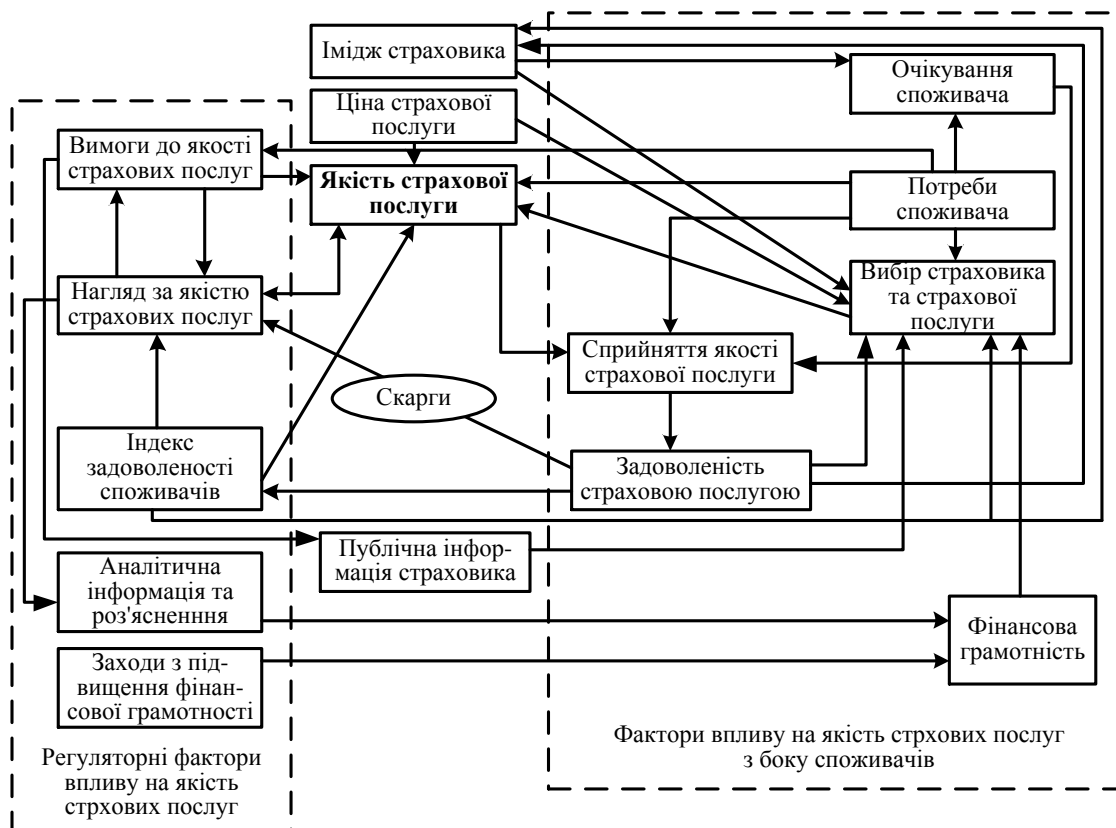 Імідж страховика
Очікування
споживача
Ціна страхової
послуги
Вимоги до якості
страхових послуг
Якість страхової
послуги
Потреби
споживача
Нагляд за якістю
страхових послуг
Вибір страховика
та страхової
послуги
Сприйняття якості
страхової послуги
Скарги
Індекс
задоволеності
споживачів
Задоволеність
страховою послугою
Публічна інфор-
мація страховика
Аналітична
інформація та
роз'ясненння
Фінансова
грамотність
Заходи з під-
вищення фінан-
сової грамотності
Регуляторні фактори
впливу на якість
стрхових послуг
Фактори впливу на якість стрхових послуг
з боку споживачів